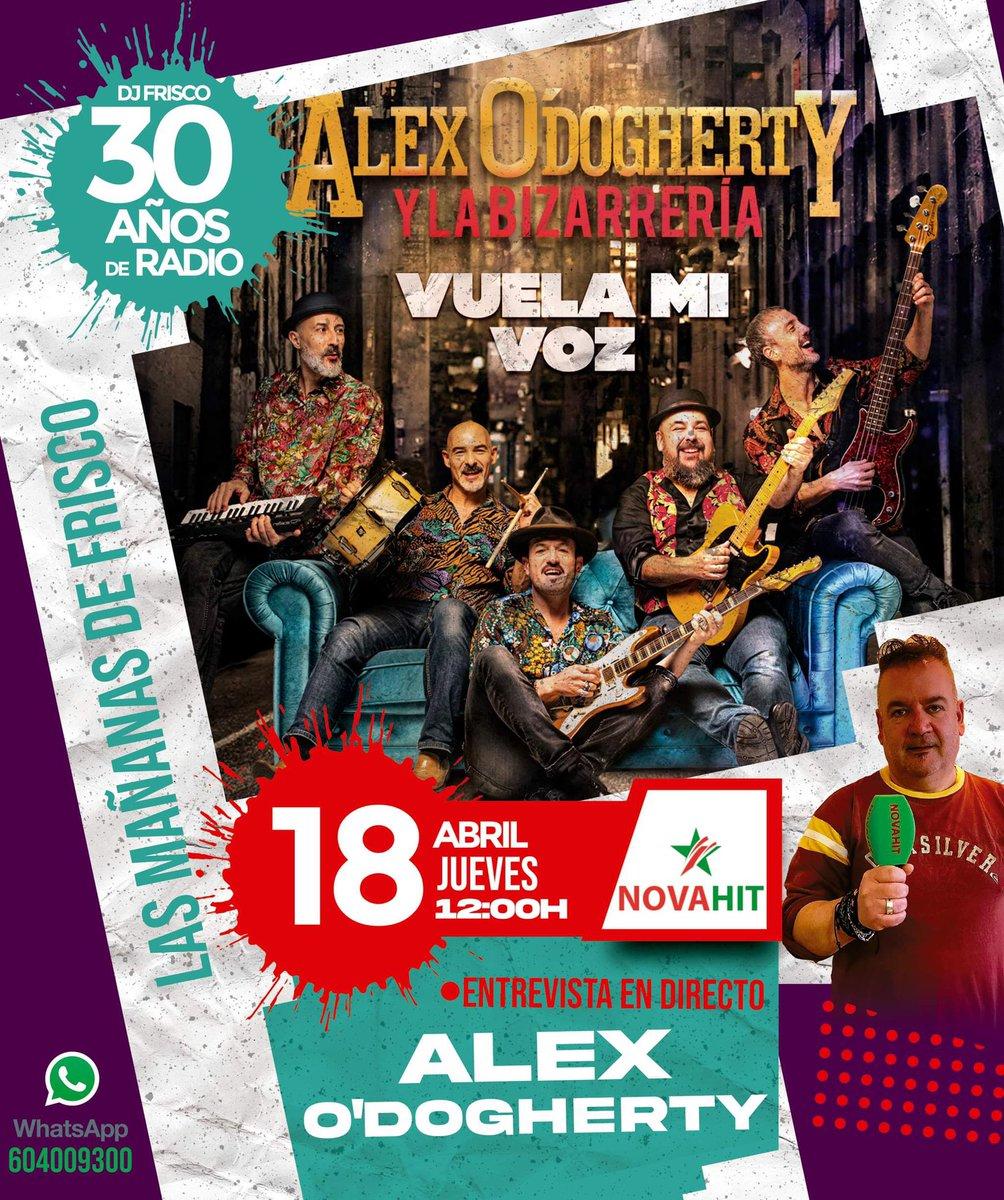 DJ FRISCO
30
AÑOS
DE RADIO
ALEX O'DOGHERTY
Y LA BIZARRERÍA
VUELA MI
VOZ
LAS MAÑANAS DE FRISCO
18
ABRIL
JUEVES
12:00H
NOVAHIT
NOVAHIT
•ENTREVISTA EN DIRECTO
ALEX
O'DOGHERTY
WhatsApp
604009300